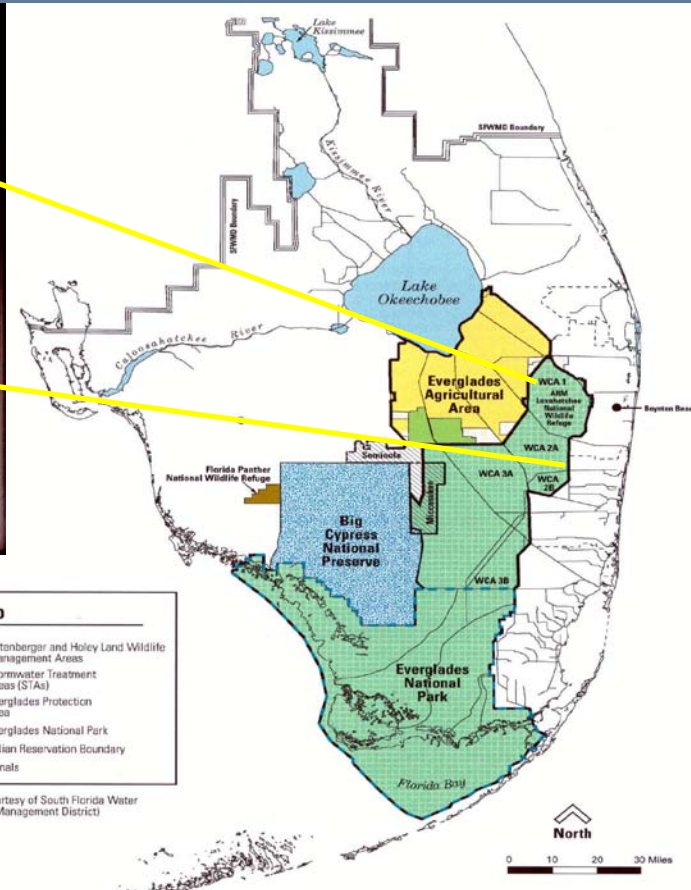 Lake
Kissimmee
SFWMD Boundary
Kissimmee River
SFWMD Boundary
Lake
Okeechobee
Caloosahatchee River
Everglades
Agricultural
Area
WCA 1
ARM
Loxahatchee
National
Wildlife
Refuge
Boynton Bea
WCA 2A
WCA
2B
Seminole
Florida Panther
National Wildlife Refuge
WCA 3A
Miccosukee
Big
Cypress
National
Preserve
WCA 3B
Everglades
National
Park
Florida Bay
D
tenberger and Holey Land Wildlife
anagement Areas
ormwater Treatment
eas (STAs)
erglades Protection
ea
erglades National Park
dian Reservation Boundary
nals
rtesy of South Florida Water
Management District)
North
0 10 20 30 Miles